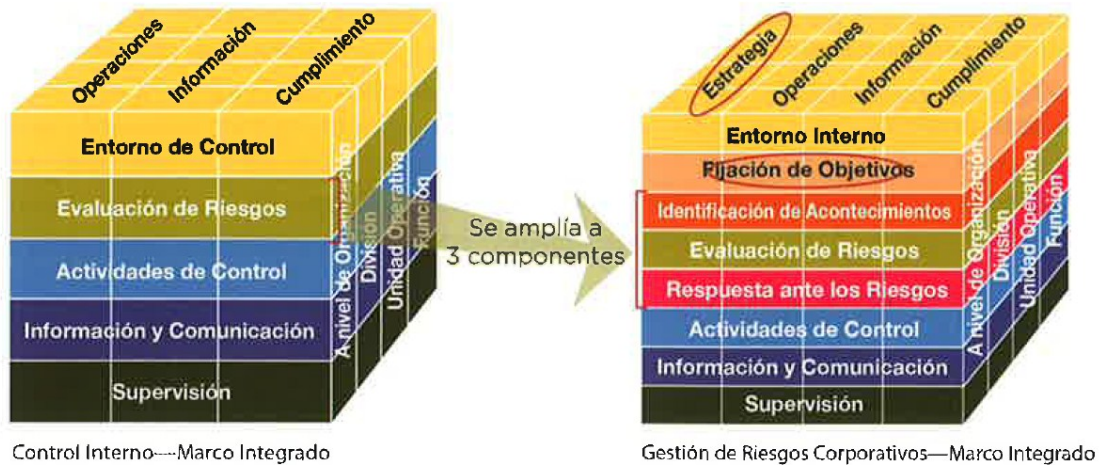 Operaciones
Información
Cumplimiento
Entorno de Control
Evaluación de Riesgos
Actividades de Control
Información y Comunicación
Supervisión
A nivel de Organización
División
Unidad Operativa
Función
Control Interno—Marco Integrado
Se amplía a
3 componentes
Estrategia
Operaciones
Información
Cumplimiento
Entorno Interno
Fijación de Objetivos
Identificación de Acontecimientos
Evaluación de Riesgos
Respuesta ante los Riesgos
Actividades de Control
Información y Comunicación
Supervisión
A nivel de Organización
División
Unidad Operativa
Función
Gestión de Riesgos Corporativos—Marco Integrado